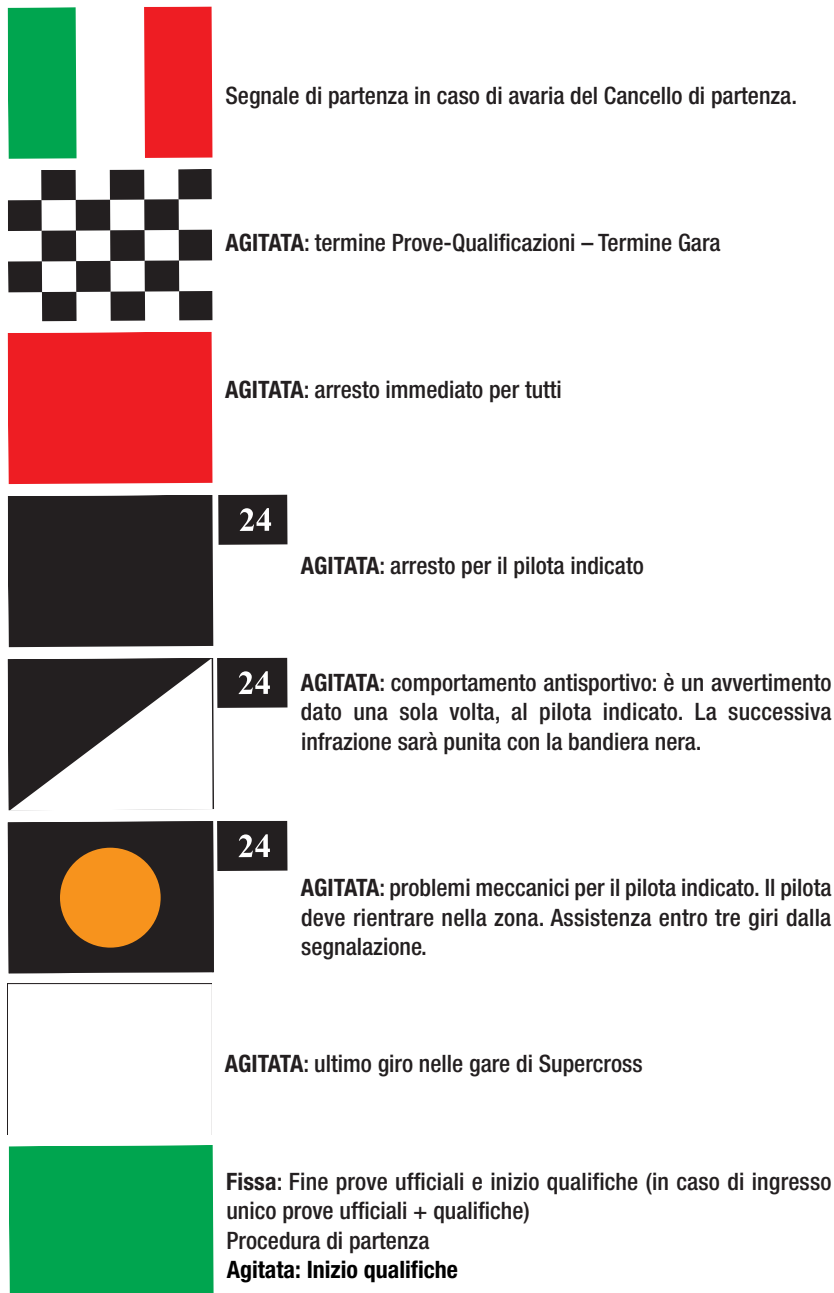 Segnale di partenza in caso di avaria del Cancello di partenza.
AGITATA: termine Prove-Qualificazioni – Termine Gara
AGITATA: arresto immediato per tutti
24
AGITATA: arresto per il pilota indicato
24
AGITATA: comportamento antisportivo: è un avvertimento
dato una sola volta, al pilota indicato. La successiva
infrazione sarà punita con la bandiera nera.
24
AGITATA: problemi meccanici per il pilota indicato. Il pilota
deve rientrare nella zona. Assistenza entro tre giri dalla
segnalazione.
AGITATA: ultimo giro nelle gare di Supercross
Fissa: Fine prove ufficiali e inizio qualifiche (in caso di ingresso
unico prove ufficiali + qualifiche)
Procedura di partenza
Agitata: Inizio qualifiche